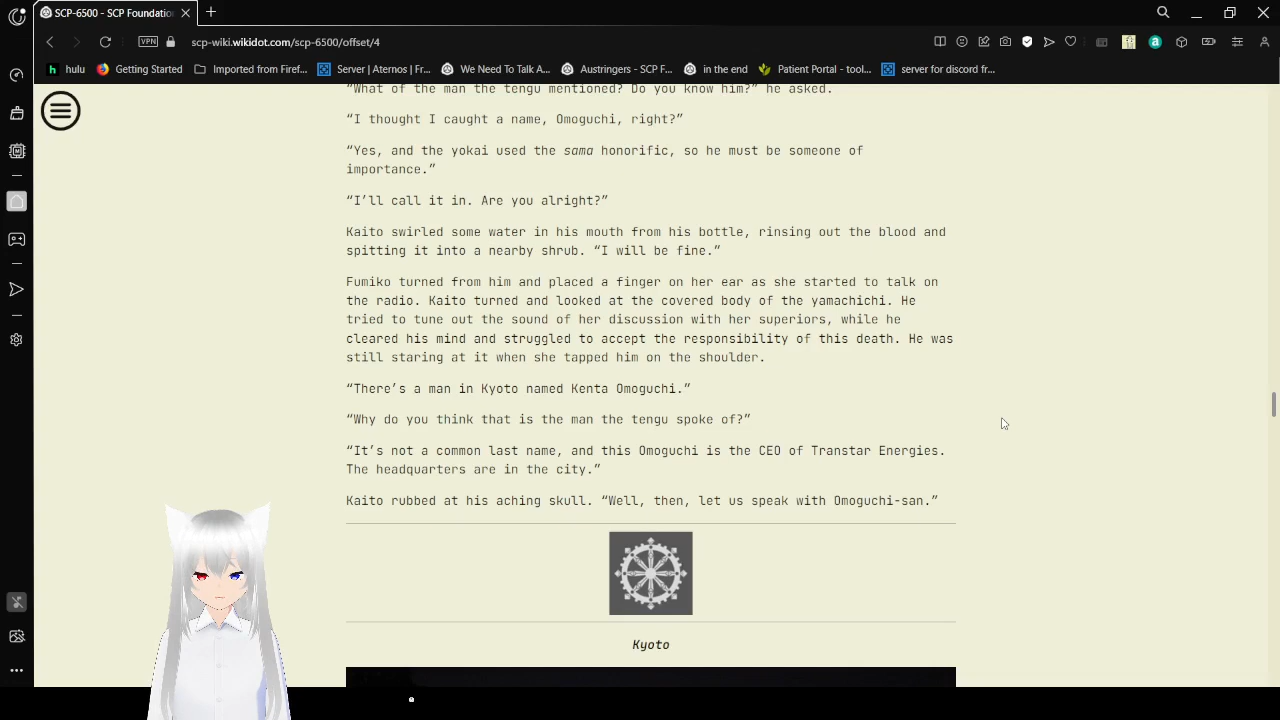 SCP-6500 - SCP Foundatio
scp-wiki.wikidot.com/scp-6500/offset/4
VPN
hulu
Getting Started
Imported from Firef...
Server | Aternos | Fr...
We Need To Talk A...
Austringers - SCP F...
in the end
Patient Portal - tool...
server for discord fra...
“What of the man the tengu mentioned? Do you know him?” he asked.
“I thought I caught a name, Omoguchi, right?”
“Yes, and the yokai used the sama honorific, so he must be someone of
importance.”
“I’ll call it in. Are you alright?”
Kaito swirled some water in his mouth from his bottle, rinsing out the blood and
spitting it into a nearby shrub. “I will be fine.”
Fumiko turned from him and placed a finger on her ear as she started to talk on
the radio. Kaito turned and looked at the covered body of the yamachichi. He
tried to tune out the sound of her discussion with her superiors, while he
cleared his mind and struggled to accept the responsibility of this death. He was
still staring at it when she tapped him on the shoulder.
“There’s a man in Kyoto named Kenta Omoguchi.”
“Why do you think that is the man the tengu spoke of?”
“It’s not a common last name, and this Omoguchi is the CEO of Transtar Energies.
The headquarters are in the city.”
Kaito rubbed at his aching skull. “Well, then, let us speak with Omoguchi-san.”
Kyoto